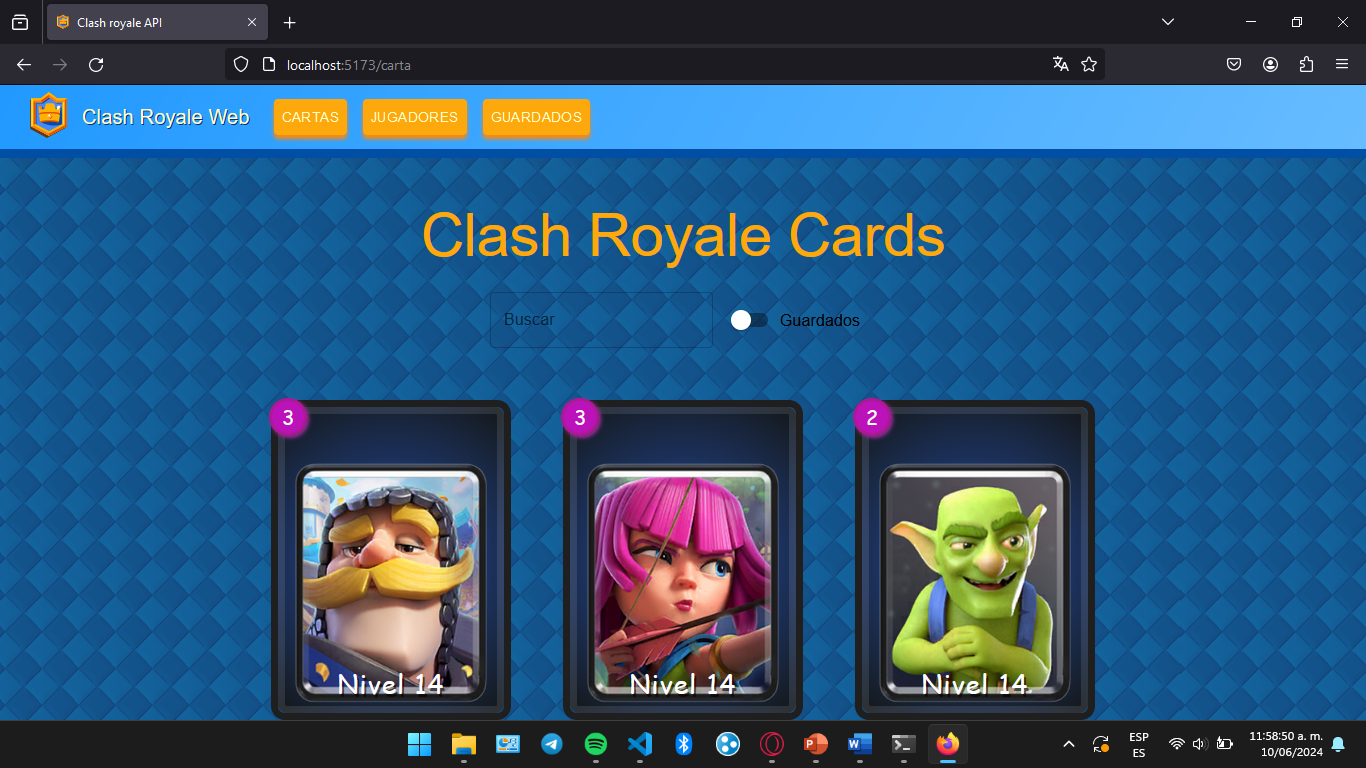 Clash royale API
localhost:5173/carta
Clash Royale Web
CARTAS
JUGADORES
GUARDADOS
Clash Royale Cards
Buscar
Guardados
3
3
2
Nivel 14
Nivel 14
Nivel 14
ESP
ES
11:58:50 a. m.
10/06/2024